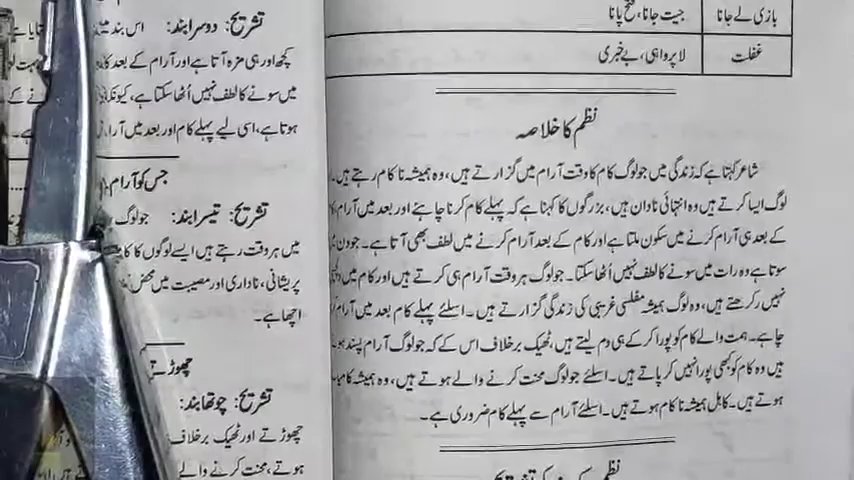 بازی لے جانا جیت جانا، فتح پانا
غفلت لا پرواہی، بے خبری
نظم کا خلاصہ
شاعر کہتا ہے کہ زندگی میں جو لوگ کام کا وقت آرام میں گزارتے ہیں، وہ ہمیشہ ناکام رہتے ہیں۔
لوگ ایسا کرتے ہیں وہ انتہائی نادان ہیں، بزرگوں کا کہنا ہے کہ پہلے کام کرنا چاہئے اور بعد میں آرام
کے بعد ہی آرام کرنے میں سکون ملتا ہے اور کام کے بعد آرام کرنے میں لطف بھی آتا ہے۔ جو دن
سوتا ہے وہ رات میں سونے کا لطف نہیں اُٹھا سکتا۔ جو لوگ ہر وقت آرام ہی کرتے ہیں اور کام میں
نہیں رکھتے ہیں، وہ لوگ ہمیشہ مفلسی غریبی کی زندگی گزارتے ہیں۔ اسلئے پہلے کام بعد میں آرام
چاہے۔ ہمت والے کام کو پورا کر کے ہی دم لیتے ہیں، ٹھیک برخلاف اس کے کہ جو لوگ آرام پسند
ہیں وہ کام کو کبھی پورا نہیں کر پاتے ہیں۔ اسلئے جو لوگ محنت کرنے والے ہوتے ہیں، وہ ہمیشہ
ہوتے ہیں۔ کاہل ہمیشہ ناکام ہوتے ہیں۔ اسلئے آرام سے پہلے کام ضروری ہے۔
نظم
تشریح: دوسرا بند: اس بند
کچھ اور ہی مزہ آتا ہے اور آرام کے بعد
میں سونے کا لطف نہیں اُٹھا سکتا ہے، کیونکہ
ہوتا ہے، اسی لیے پہلے کام اور بعد میں
جس کو آرام
تشریح: تیسرا بند: جو لوگ
میں ہر وقت رہتے ہیں ایسے لوگوں کا
پریشانی، ناداری اور مصیبت میں
اچھا ہے۔
چھوڑتے
تشریح: چوتھا بند:
چھوڑتے اور ٹھیک برخلاف
ہوتے، محنت کرنے والے